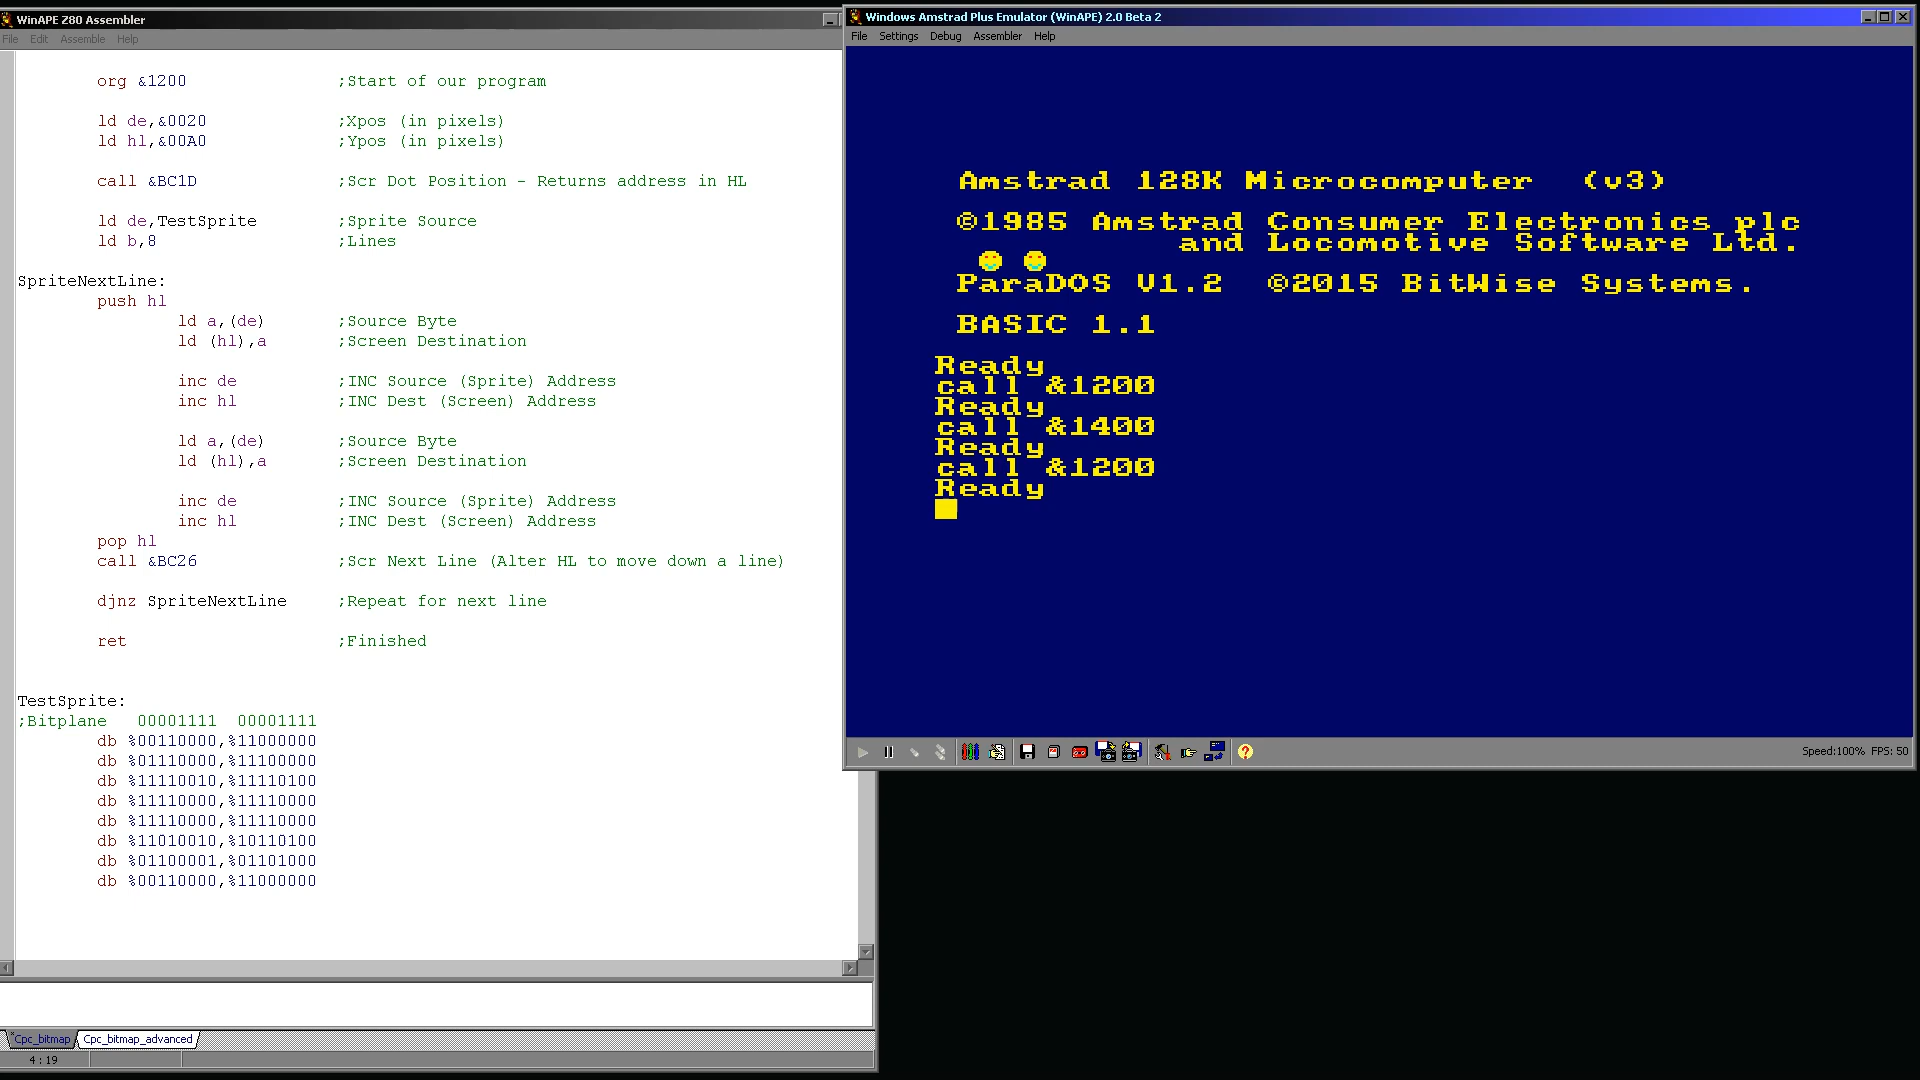 WinAPE Z80 Assembler
File Edit Assemble Help
org &1200 ;Start of our program
ld de,&0020 ;Xpos (in pixels)
ld hl,&00A0 ;Ypos (in pixels)
call &BC1D ;Scr Dot Position - Returns address in HL
ld de,TestSprite ;Sprite Source
ld b,8 ;Lines
SpriteNextLine:
push hl
ld a,(de) ;Source Byte
ld (hl),a ;Screen Destination
inc de ;INC Source (Sprite) Address
inc hl ;INC Dest (Screen) Address
ld a,(de) ;Source Byte
ld (hl),a ;Screen Destination
inc de ;INC Source (Sprite) Address
inc hl ;INC Dest (Screen) Address
pop hl
call &BC26 ;Scr Next Line (Alter HL to move down a line)
djnz SpriteNextLine ;Repeat for next line
ret ;Finished
TestSprite:
;Bitplane 00001111 00001111
db %00110000,%11000000
db %01110000,%11100000
db %11110010,%11110100
db %11110000,%11110000
db %11110000,%11110000
db %11010010,%10110100
db %01100001,%01101000
db %00110000,%11000000
Cpc_bitmap Cpc_bitmap_advanced
4 : 19
Windows Amstrad Plus Emulator (WinAPE) 2.0 Beta 2
File Settings Debug Assembler Help
Amstrad 128K Microcomputer (v3)
©1985 Amstrad Consumer Electronics plc
and Locomotive Software Ltd.
ParaDOS V1.2 ©2015 BitWise Systems.
BASIC 1.1
Ready
call &1200
Ready
call &1400
Ready
call &1200
Ready
Speed:100% FPS: 50